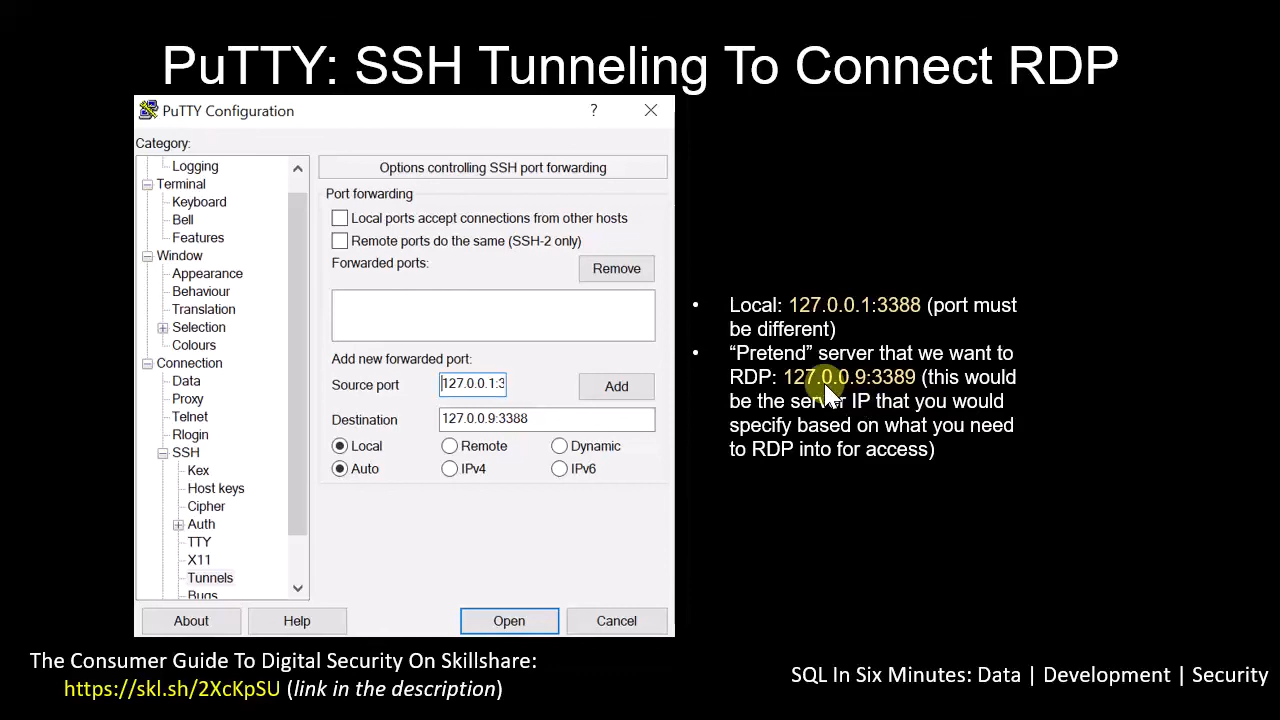 PuTTY: SSH Tunneling To Connect RDP
PuTTY Configuration
?
Category:
Logging
Terminal
Keyboard
Bell
Features
Window
Appearance
Behaviour
Translation
Selection
Colours
Connection
Data
Proxy
Telnet
Rlogin
SSH
Kex
Host keys
Cipher
Auth
TTY
X11
Tunnels
Bugs
Options controlling SSH port forwarding
Port forwarding
Local ports accept connections from other hosts
Remote ports do the same (SSH-2 only)
Forwarded ports:
Remove
Add new forwarded port:
Source port
127.0.0.1:3
Add
Destination
127.0.0.9:3388
Local
Remote
Dynamic
Auto
IPv4
IPv6
About
Help
Open
Cancel
• Local: 127.0.0.1:3388 (port must
be different)
• “Pretend” server that we want to
RDP: 127.0.0.9:3389 (this would
be the server IP that you would
specify based on what you need
to RDP into for access)
The Consumer Guide To Digital Security On Skillshare:
https://skl.sh/2XcKpSU (link in the description)
SQL In Six Minutes: Data | Development | Security